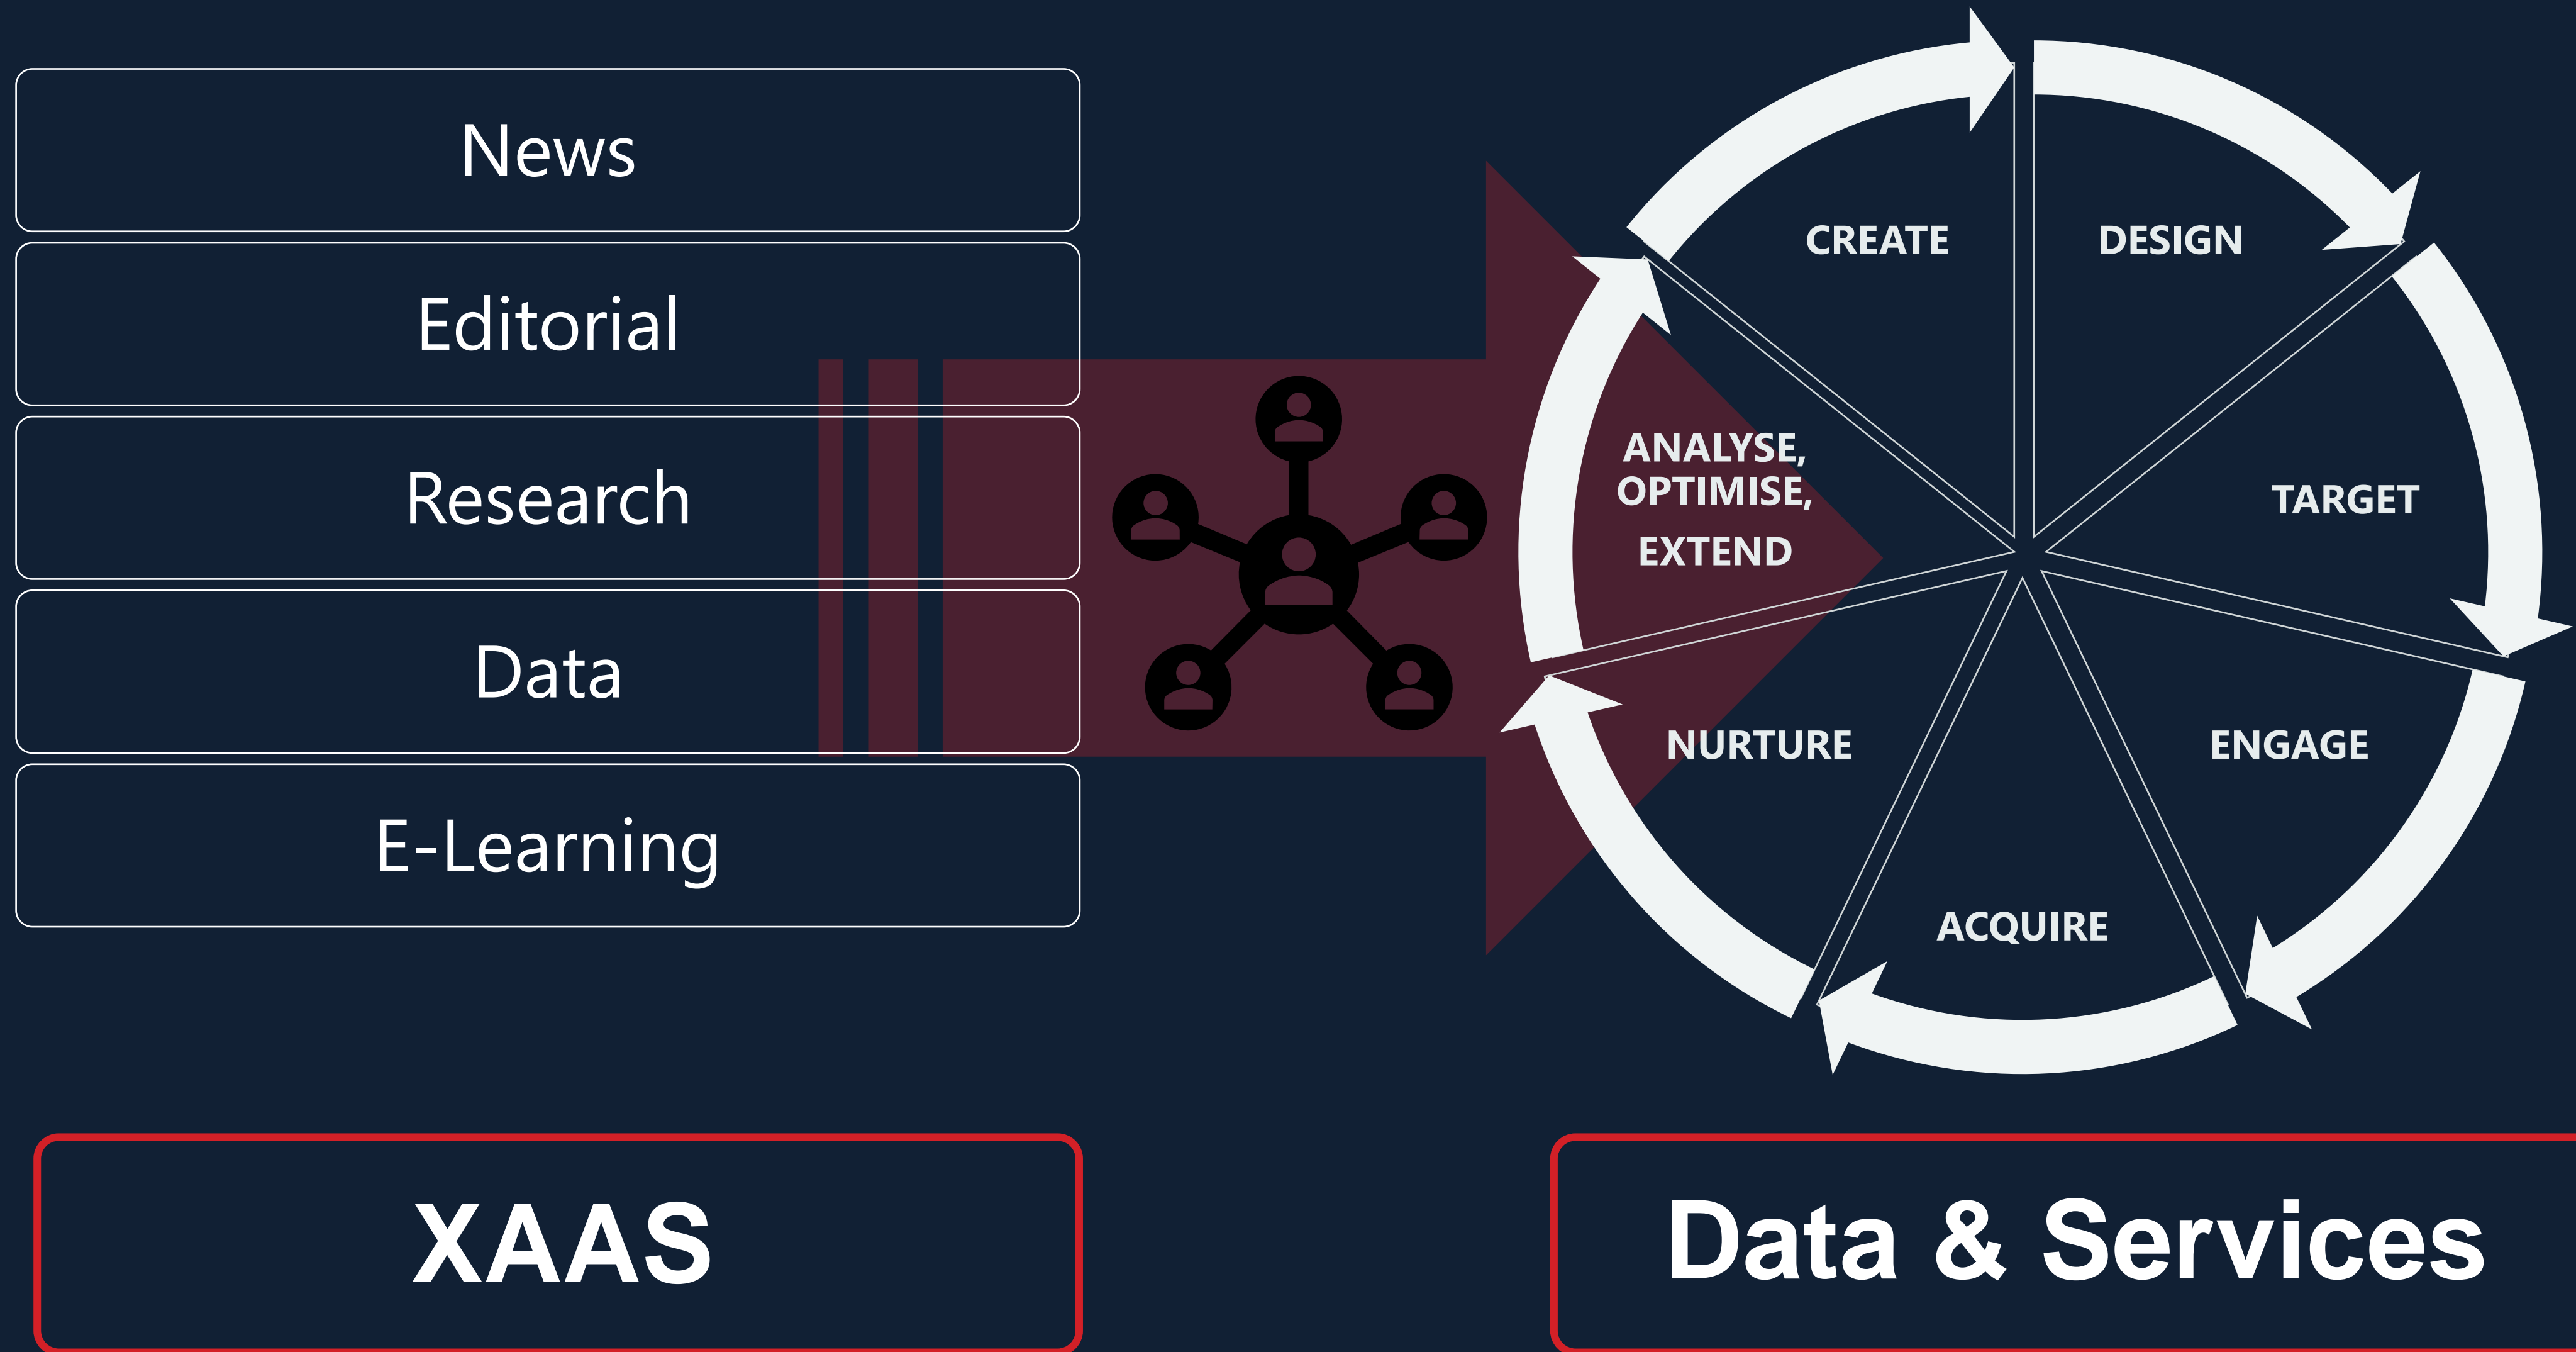 News
Editorial
Research
Data
E-Learning
CREATE
DESIGN
TARGET
ENGAGE
ACQUIRE
NURTURE
ANALYSE,
OPTIMISE,
EXTEND
XAAS
Data & Services